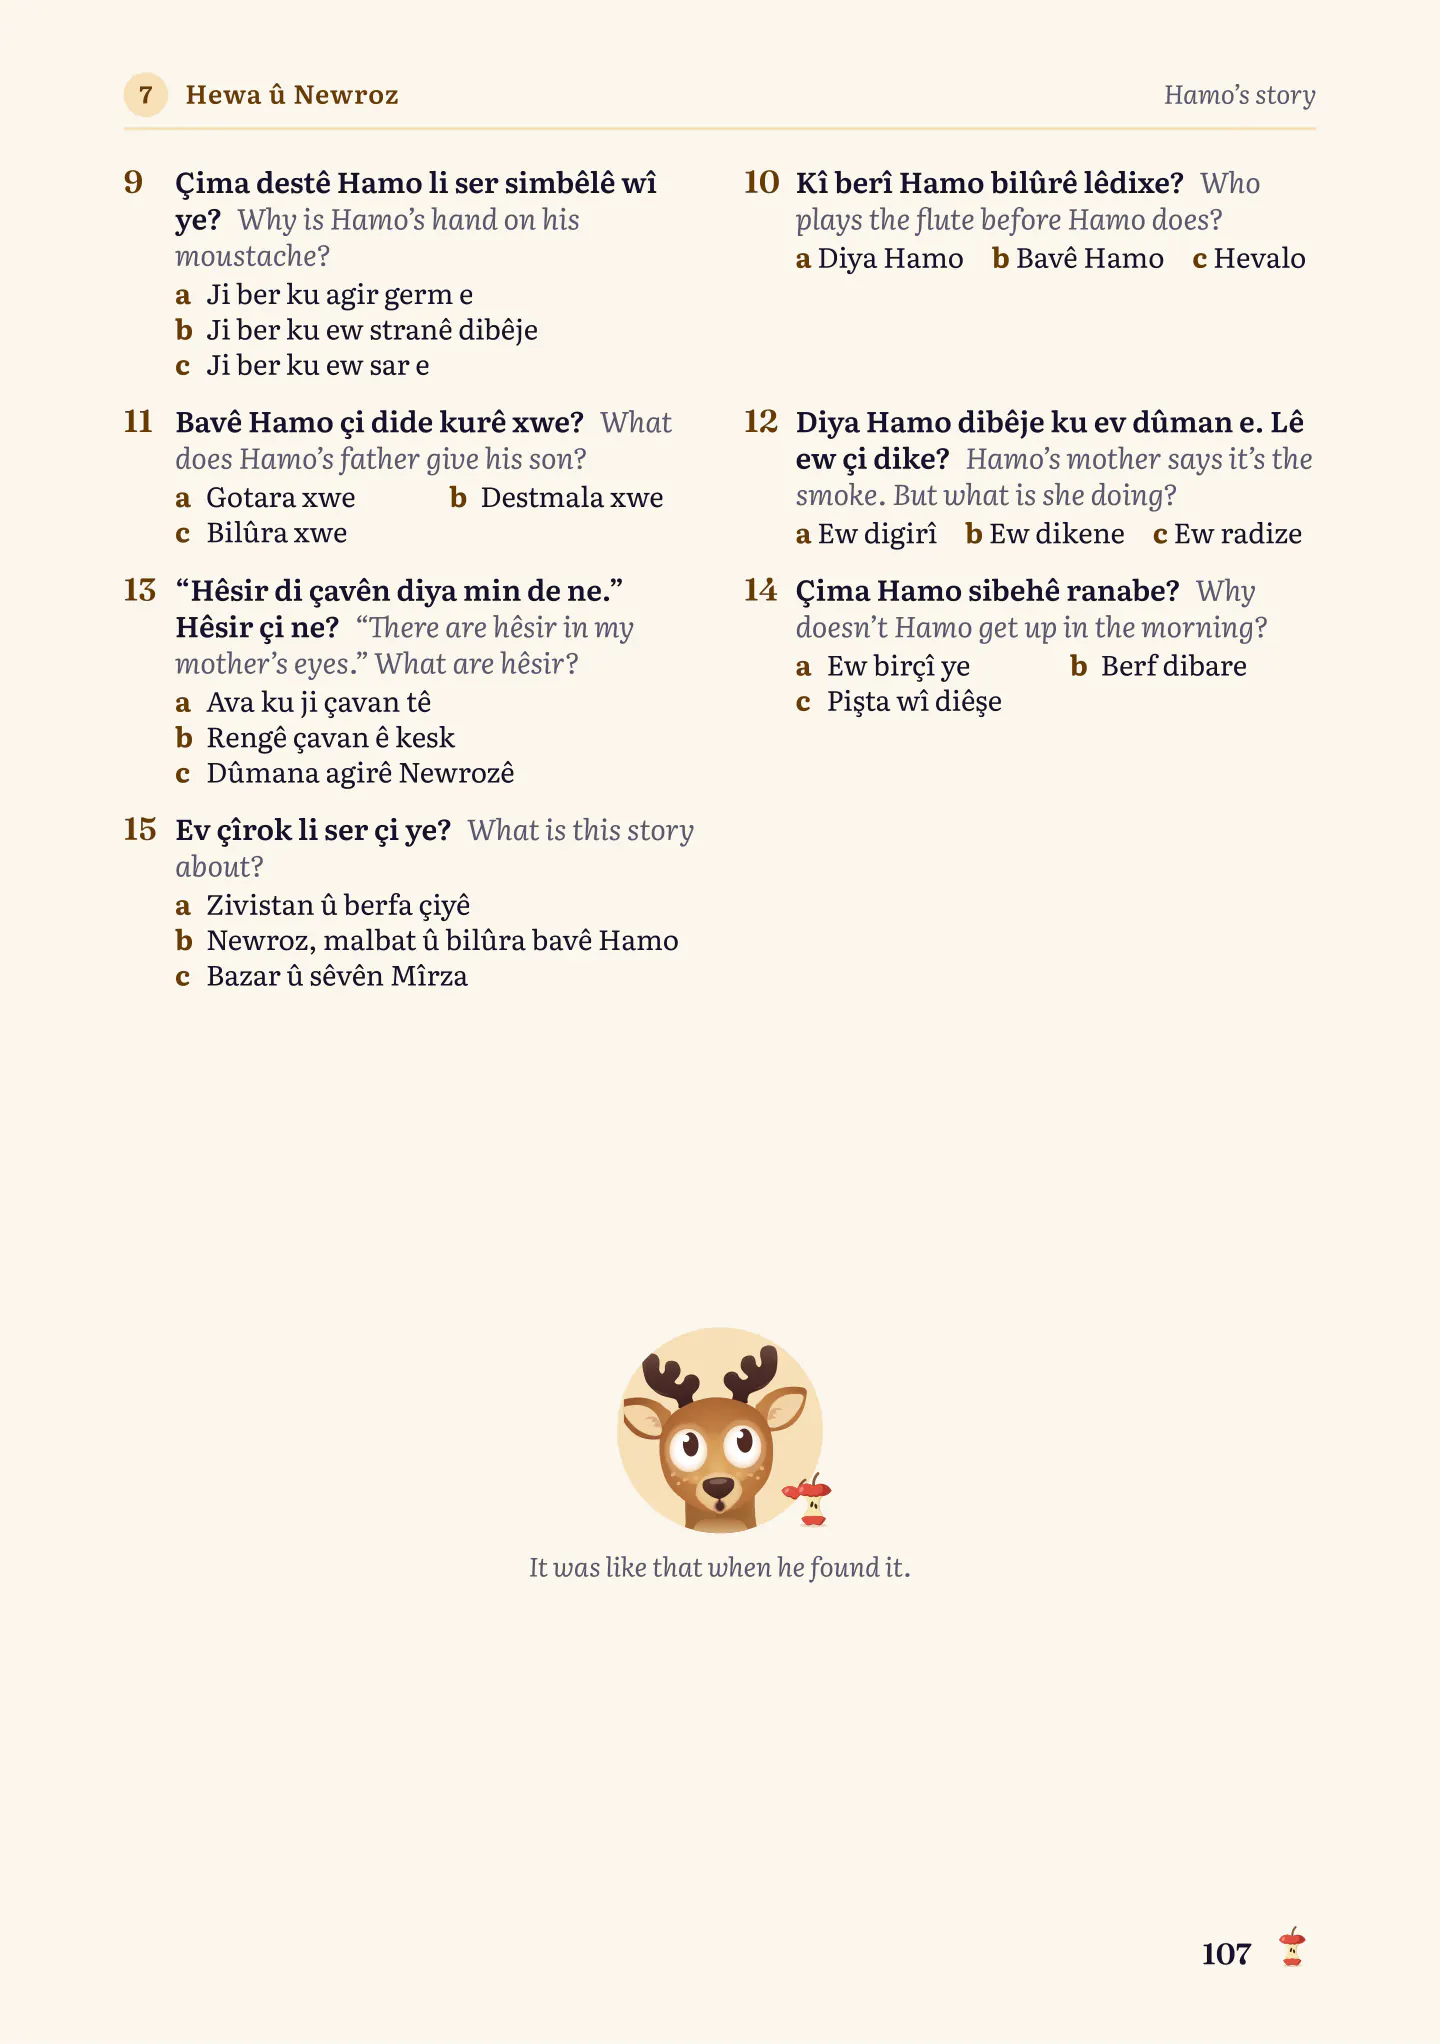 7 Hewa û Newroz
Hamo’s story
9 Çima destê Hamo li ser simbêlê wî
ye? Why is Hamo’s hand on his
moustache?
a Ji ber ku agir germ e
b Ji ber ku ew stranê dibêje
c Ji ber ku ew sar e
10 Kî berî Hamo bilûrê lêdixe? Who
plays the flute before Hamo does?
a Diya Hamo b Bavê Hamo c Hevalo
11 Bavê Hamo çi dide kurê xwe? What
does Hamo’s father give his son?
a Gotara xwe b Destmala xwe
c Bilûra xwe
12 Diya Hamo dibêje ku ev dûman e. Lê
ew çi dike? Hamo’s mother says it’s the
smoke. But what is she doing?
a Ew digirî b Ew dikene c Ew radize
13 “Hêsir di çavên diya min de ne.”
Hêsir çi ne? “There are hêsir in my
mother’s eyes.” What are hêsir?
a Ava ku ji çavan tê
b Rengê çavan ê kesk
c Dûmana agirê Newrozê
14 Çima Hamo sibehê ranabe? Why
doesn’t Hamo get up in the morning?
a Ew birçî ye b Berf dibare
c Pişta wî diêşe
15 Ev çîrok li ser çi ye? What is this story
about?
a Zivistan û berfa çiyê
b Newroz, malbat û bilûra bavê Hamo
c Bazar û sêvên Mîrza
It was like that when he found it.
107